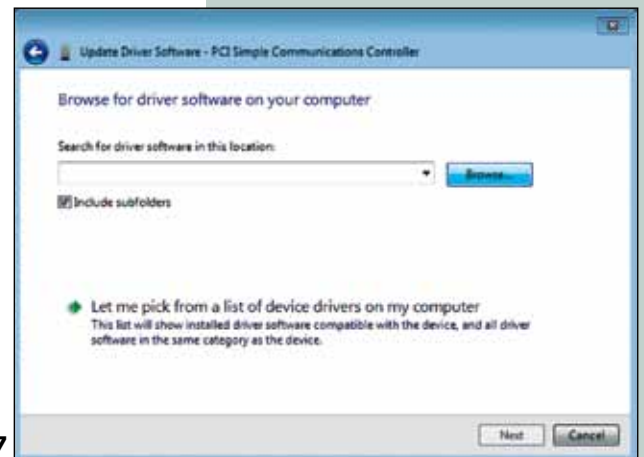 Update Driver Software - PCI Simple Communications Controller
Browse for driver software on your computer
Search for driver software in this location:
Browse...
Include subfolders
Let me pick from a list of device drivers on my computer
This list will show installed driver software compatible with the device, and all driver
software in the same category as the device.
Next Cancel
7